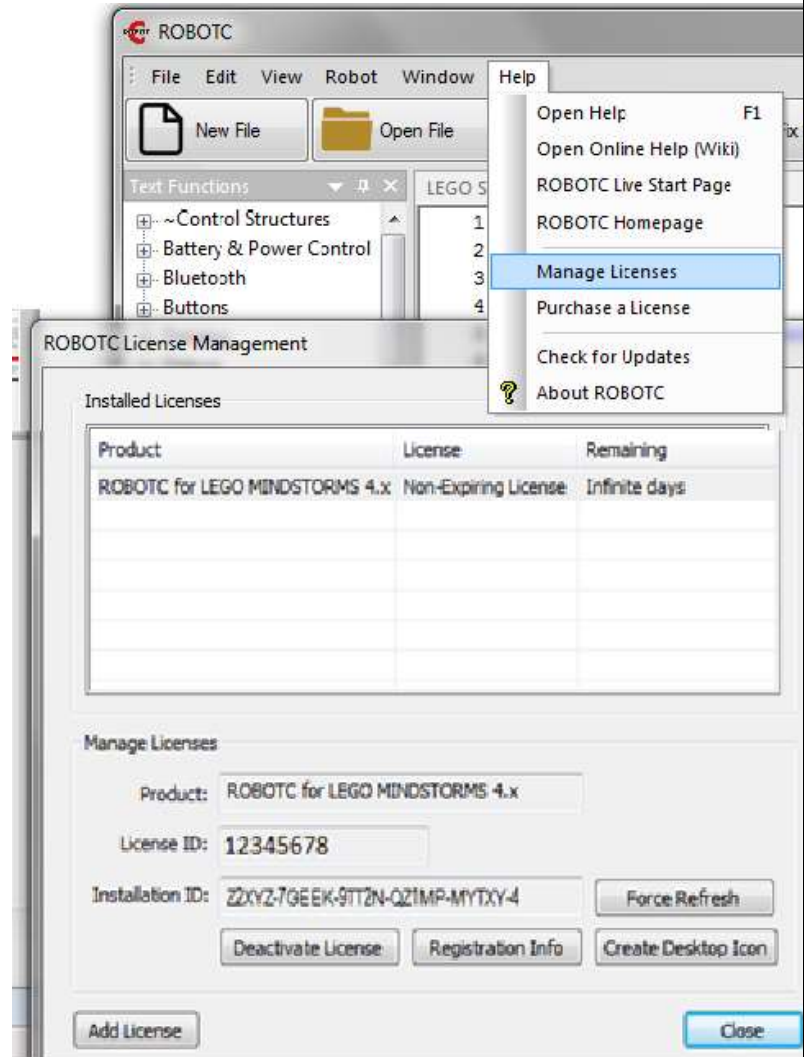 ROBOTC
File Edit View Robot Window Help
New File Open File
Open Help F1
Open Online Help (Wiki)
ROBOTC Live Start Page
ROBOTC Homepage
Manage Licenses
Purchase a License
Check for Updates
About ROBOTC
Text Functions
~Control Structures
Battery & Power Control
Bluetooth
Buttons
LEGO S
1
2
3
4
ROBOTC License Management
Installed Licenses
Product License Remaining
ROBOTC for LEGO MINDSTORMS 4.x Non-Expiring License Infinite days
Manage Licenses
Product: ROBOTC for LEGO MINDSTORMS 4.x
License ID: 12345678
Installation ID: Z2XYZ-7GEEK-9TT2N-QZ1MP-MYTXY-4 Force Refresh
Deactivate License Registration Info Create Desktop Icon
Add License Close